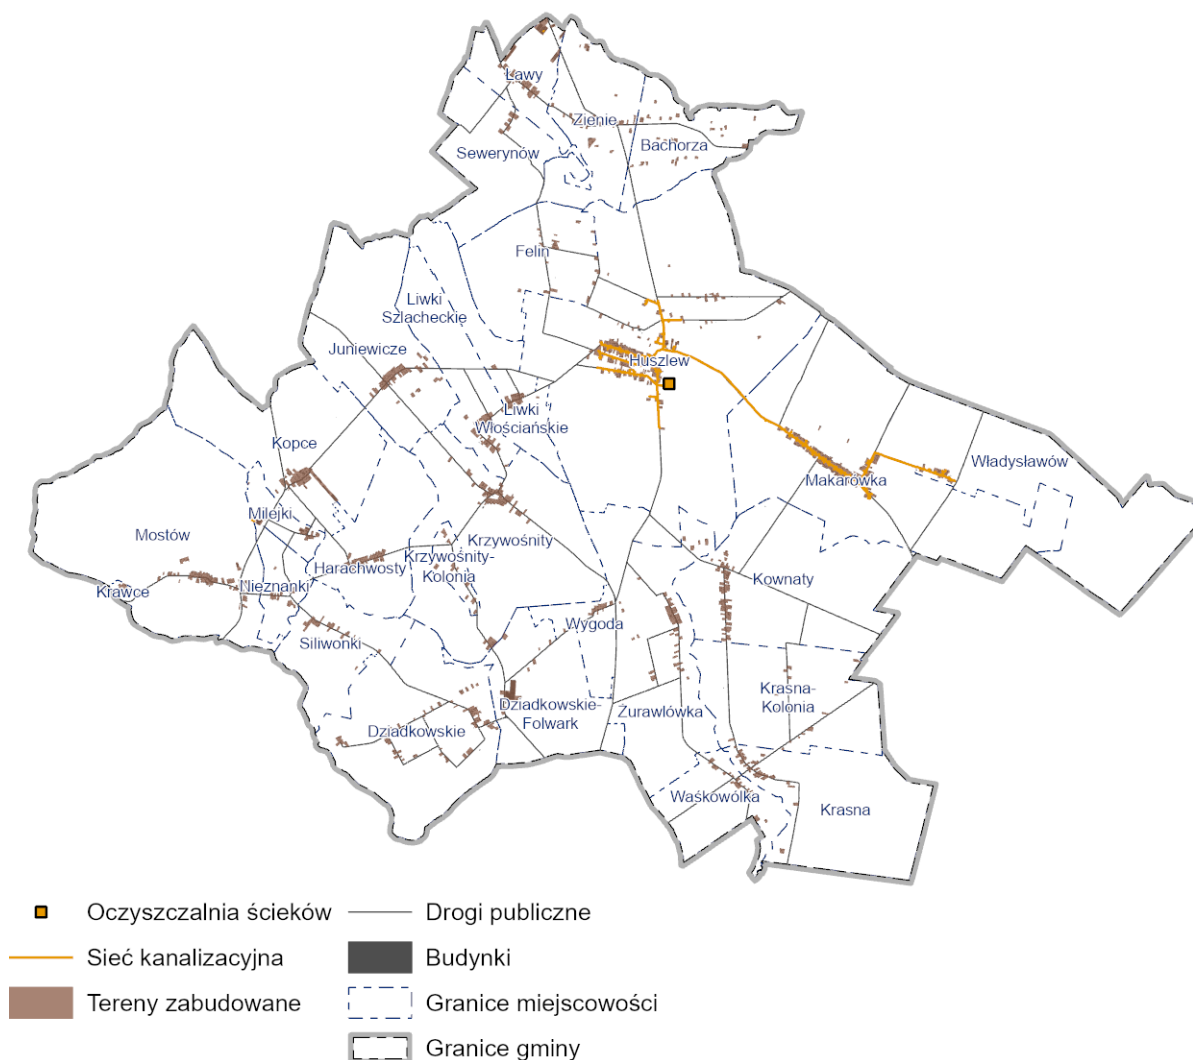 Ławy
Zienie
Bachorza
Sewerynów
Felin
Liwki
Szlacheckie
Juniewicze
Huszlew
Liwki
Włościańskie
Kopce
Władysławów
Makarówka
Milejki
Mostów
Krzywośnity
Krzywośnity-
Kolonia
Harachwosty
Kownaty
Nieznanki
Krawce
Wygoda
Siliwonki
Krasna-
Kolonia
Dziadkowskie-
Folwark
Żurawlówka
Dziadkowskie
Waśkowólka
Krasna
Oczyszczalnia ścieków
Drogi publiczne
Sieć kanalizacyjna
Budynki
Tereny zabudowane
Granice miejscowości
Granice gminy